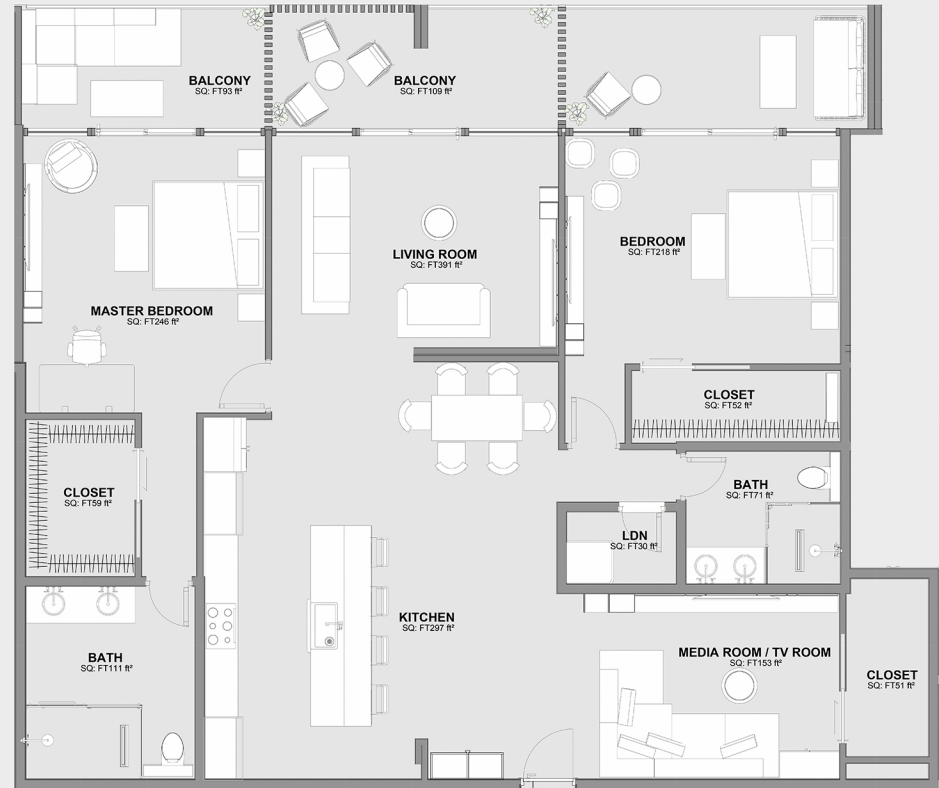 BALCONY
SQ: FT93 ft²
BALCONY
SQ: FT109 ft²
LIVING ROOM
SQ: FT391 ft²
BEDROOM
SQ: FT218 ft²
MASTER BEDROOM
SQ: FT246 ft²
CLOSET
SQ: FT52 ft²
CLOSET
SQ: FT59 ft²
BATH
SQ: FT71 ft²
LDN
SQ: FT30 ft²
KITCHEN
SQ: FT297 ft²
BATH
SQ: FT111 ft²
MEDIA ROOM / TV ROOM
SQ: FT153 ft²
CLOSET
SQ: FT51 ft²